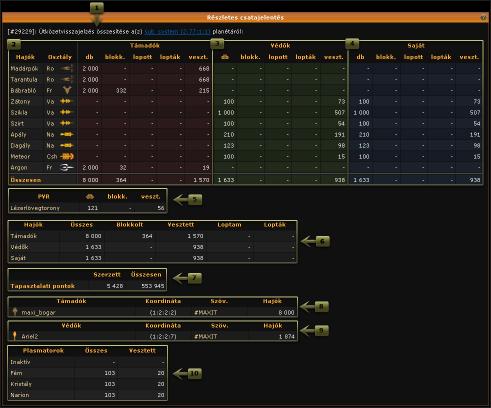 1
Részletes csatajelentés
[#29229]: Ütközetvisszajelzés összesítése a(z) sub_system (2:77:1:1) planétáról:
2 Támadók 3 Védők 4 Saját
Hajók Osztály db blokk. lopott lopták veszt. db blokk. lopott lopták veszt. db blokk. lopott lopták veszt.
Madárpók Ro 2 000 - - - 668 - - - - - - - - - -
Tarantula Ro 2 000 - - - 668 - - - - - - - - - -
Bábrabló Fr 2 000 332 - - 215 - - - - - - - - - -
Zátony Va - - - - - 100 - - - 73 100 - - - 73
Szikla Va - - - - - 1 000 - - - 507 1 000 - - - 507
Szirt Va - - - - - 100 - - - 54 100 - - - 54
Apály Na - - - - - 210 - - - 191 210 - - - 191
Dagály Na - - - - - 123 - - - 98 123 - - - 98
Meteor Csh - - - - - 100 - - - 15 100 - - - 15
Argon Fr 2 000 32 - - 19 - - - - - - - - - -
Összesen 8 000 364 - - 1 570 1 633 - - - 938 1 633 - - - 938
PVR db blokk. veszt.
Lézerlövegtorony 121 - 56
5
Hajók Összes Blokkolt Vesztett Loptam Lopták
Támadók 8 000 364 1 570 - -
Védők 1 633 - 938 - -
Saját 1 633 - 938 - -
6
Szerzett Összesen
Tapasztalati pontok 5 428 553 945
7
Támadók Koordináta Szöv. Hajók
maxi_bogar (1:2:2:2) #MAXIT 8 000
8
Védők Koordináta Szöv. Hajók
Ariel2 (1:2:2:7) #MAXIT 1 874
9
Plasmatorok Összes Vesztett
Inaktív - -
Fém 103 20
Kristály 103 20
Narion 103 20
10